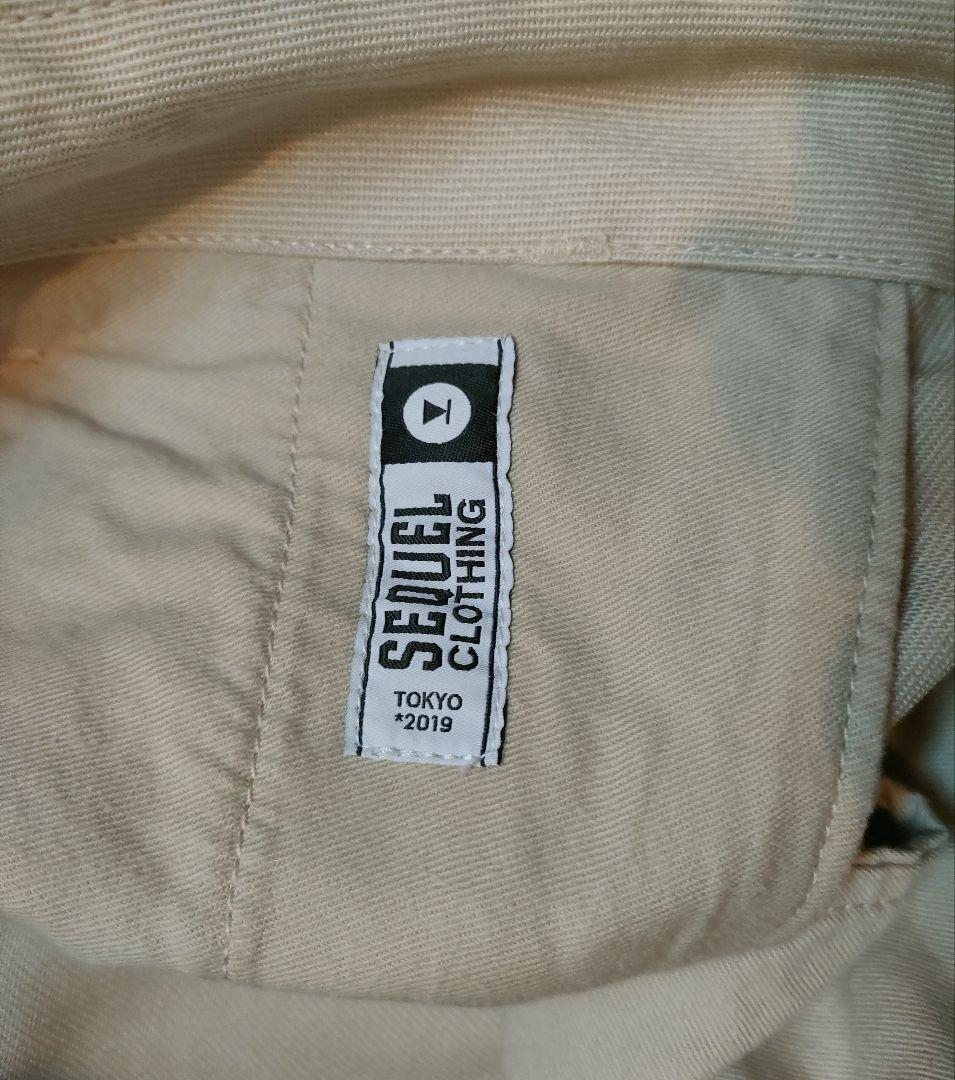 SEQUEL
CLOTHING
TOKYO
*2019